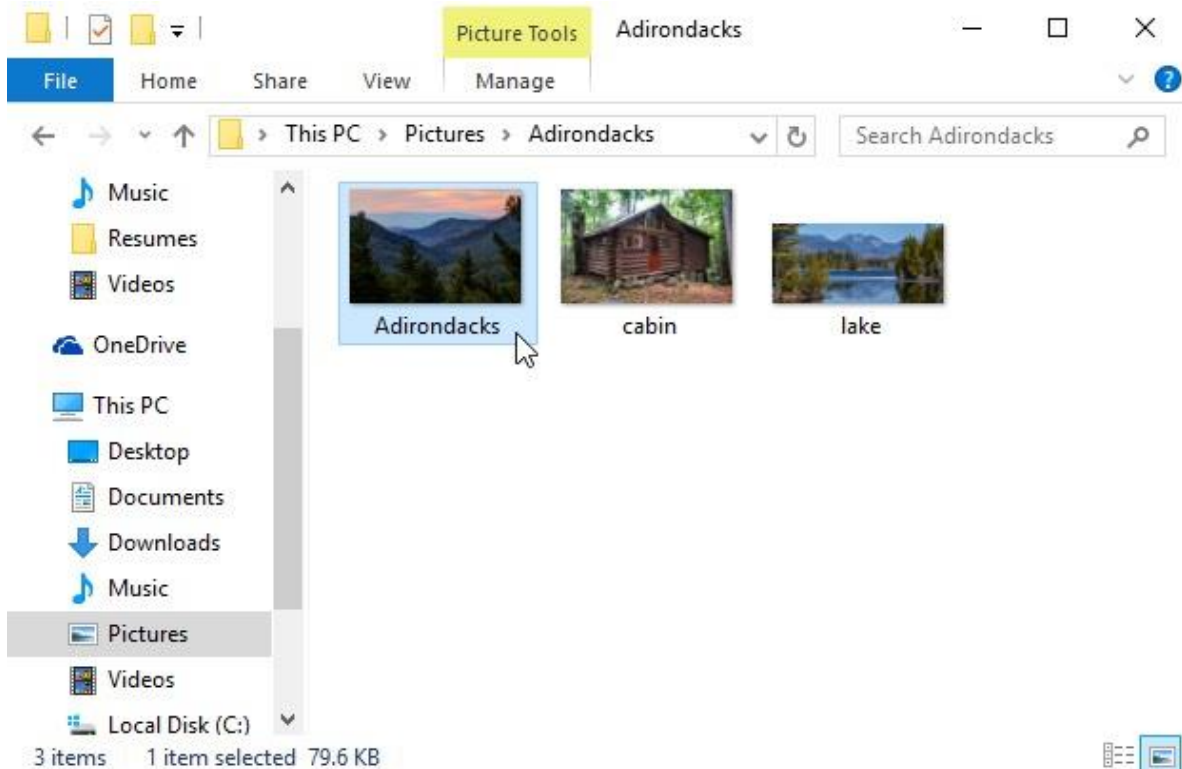 Picture Tools Adirondacks
File Home Share View Manage ?
This PC > Pictures > Adirondacks Search Adirondacks
Music
Resumes
Videos
OneDrive
This PC
Desktop
Documents
Downloads
Music
Pictures
Videos
Local Disk (C:)
Adirondacks cabin lake
3 items 1 item selected 79.6 KB